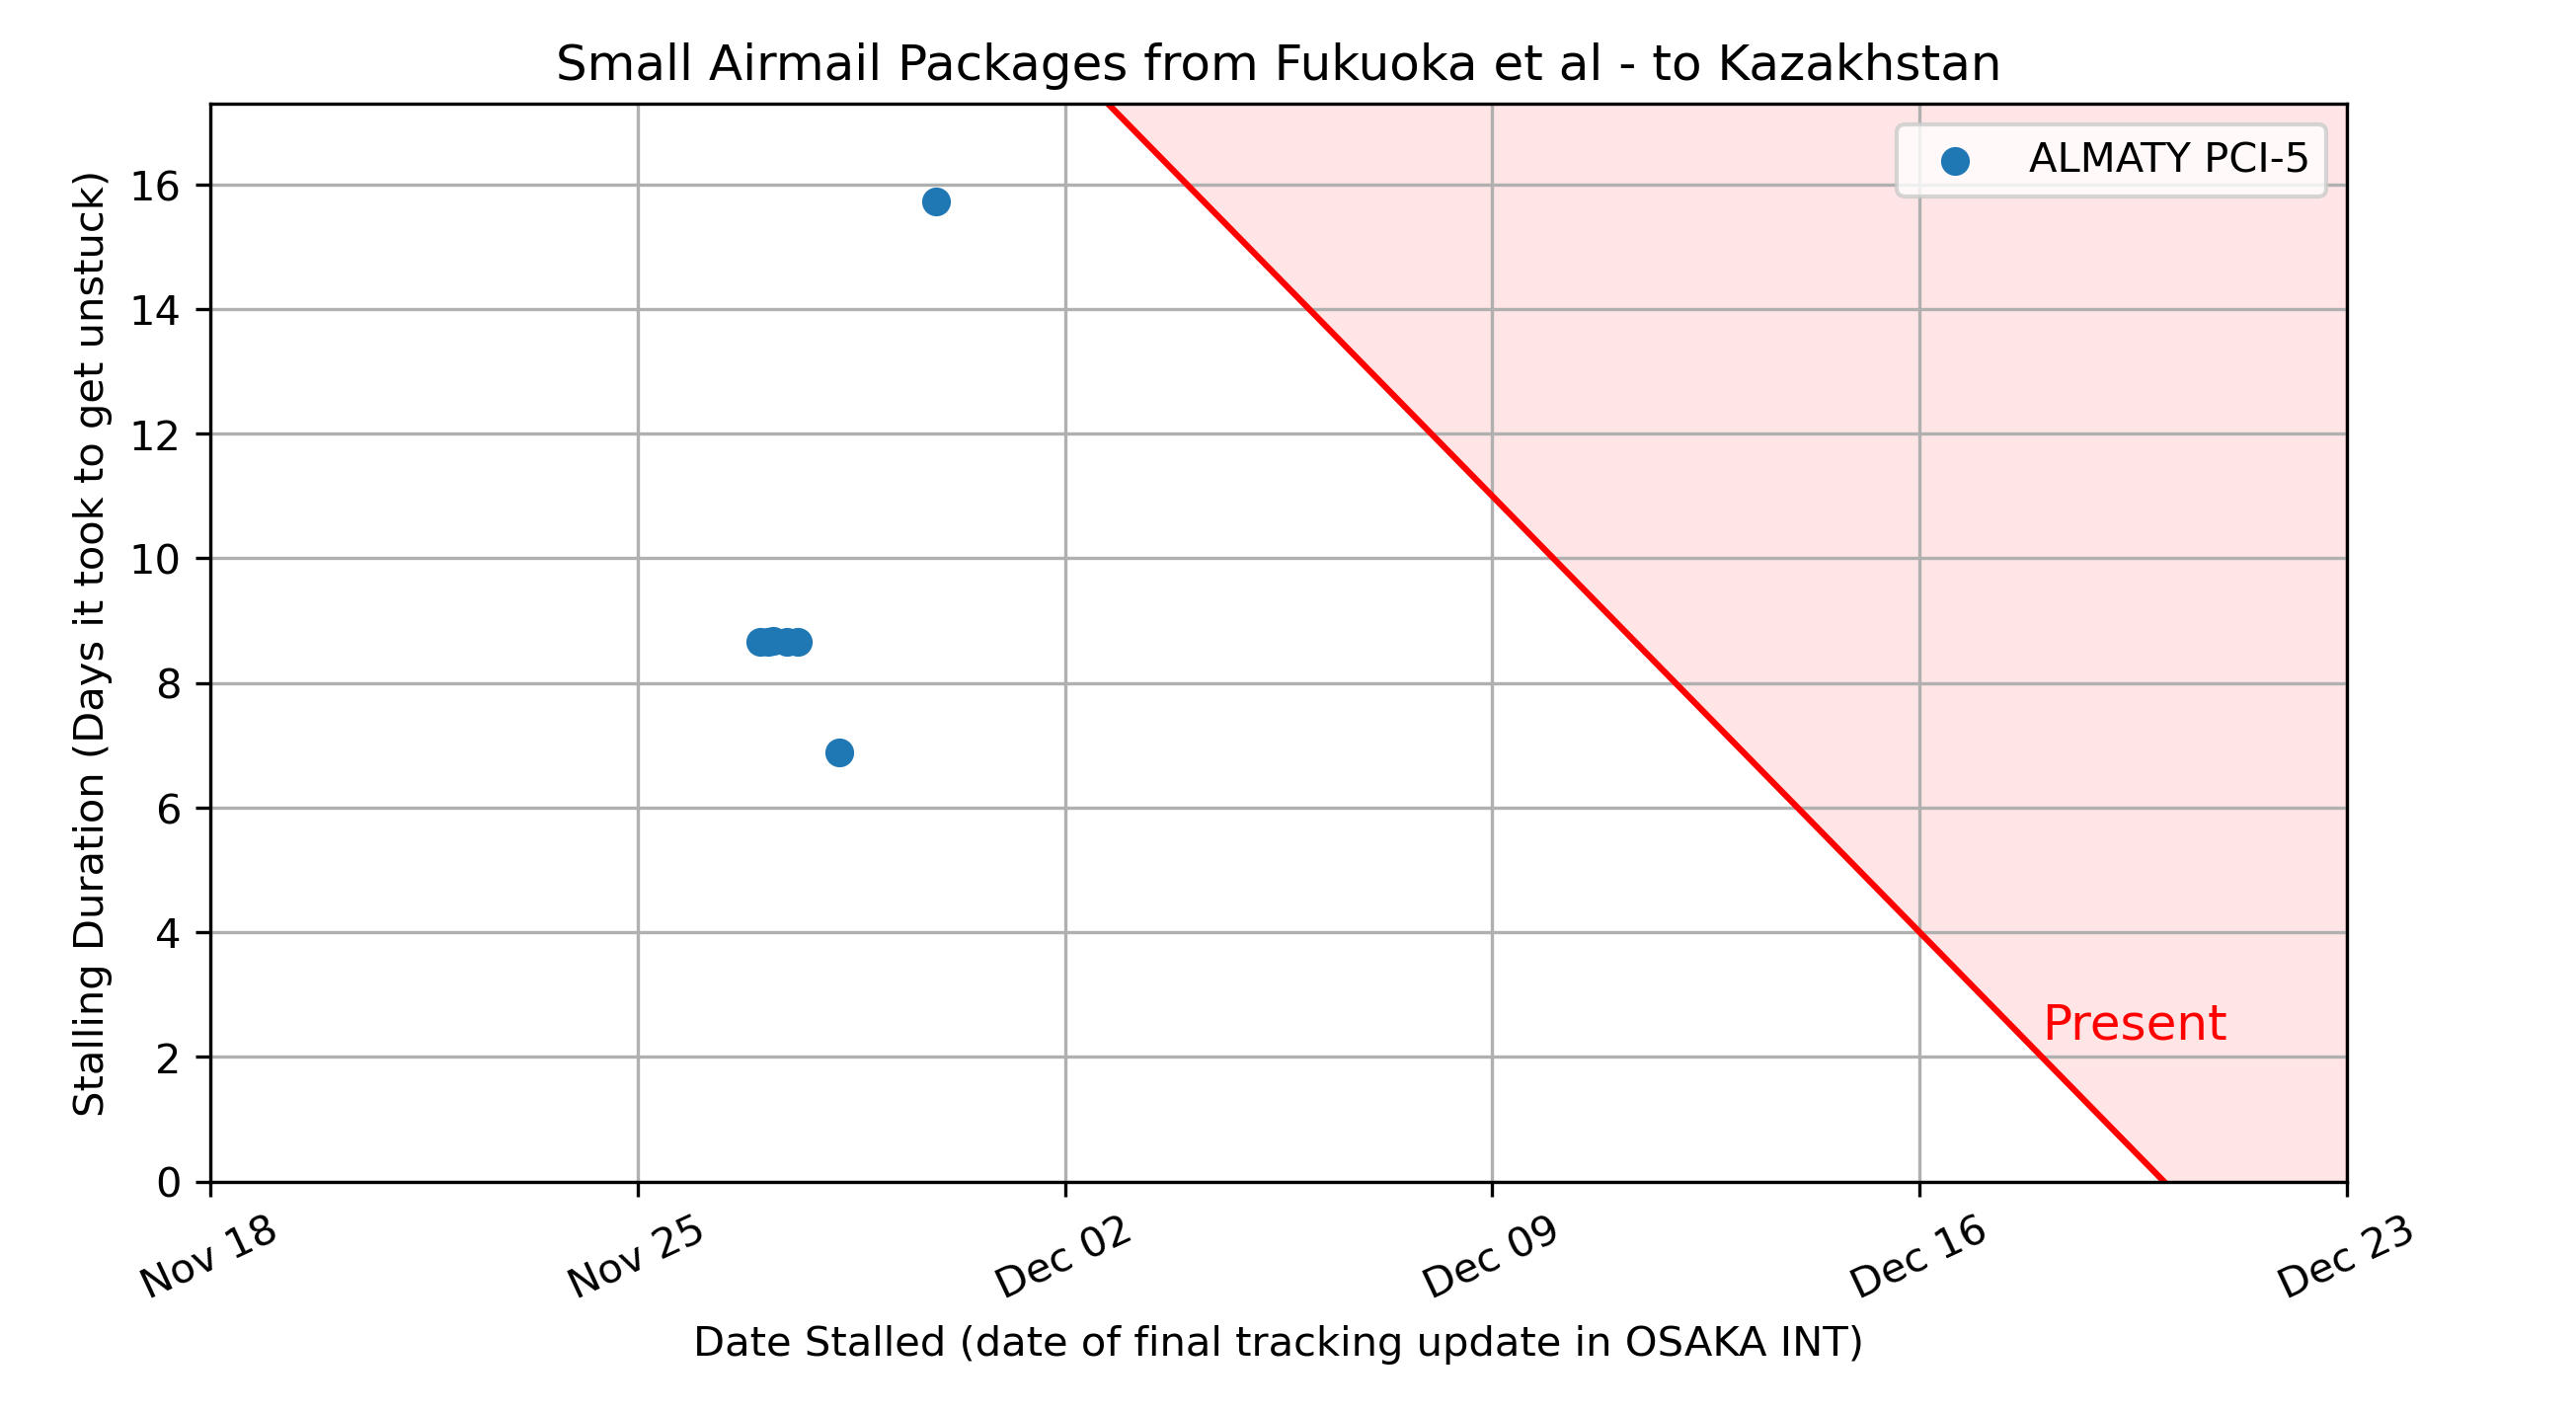 Small Airmail Packages from Fukuoka et al - to Kazakhstan
ALMATY PCI-5
Stalling Duration (Days it took to get unstuck)
16
14
12
10
8
6
4
2
0
Present
Nov 18
Nov 25
Dec 02
Dec 09
Dec 16
Dec 23
Date Stalled (date of final tracking update in OSAKA INT)